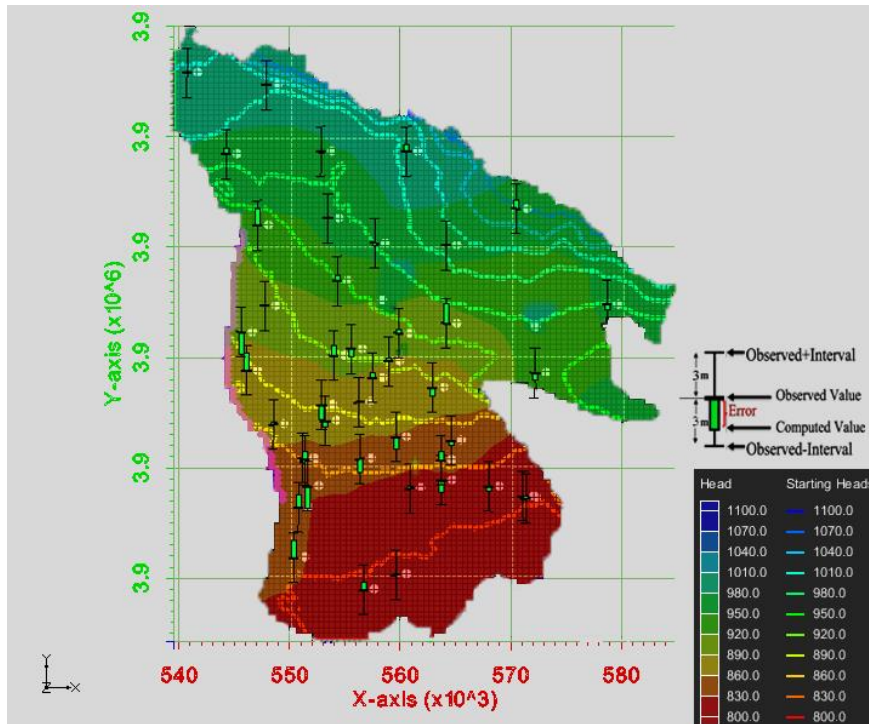 3.9
3.9
3.9
3.9
3.9
3.9
Y-axis (x10^6)
540 550 560 570 580
X-axis (x10^3)
Y
Z X
Observed+Interval
3 m
Observed Value
Error
3 m
Computed Value
Observed-Interval
Head Starting Heads
1100.0 1100.0
1070.0 1070.0
1040.0 1040.0
1010.0 1010.0
980.0 980.0
950.0 950.0
920.0 920.0
890.0 890.0
860.0 860.0
830.0 830.0
800.0 800.0